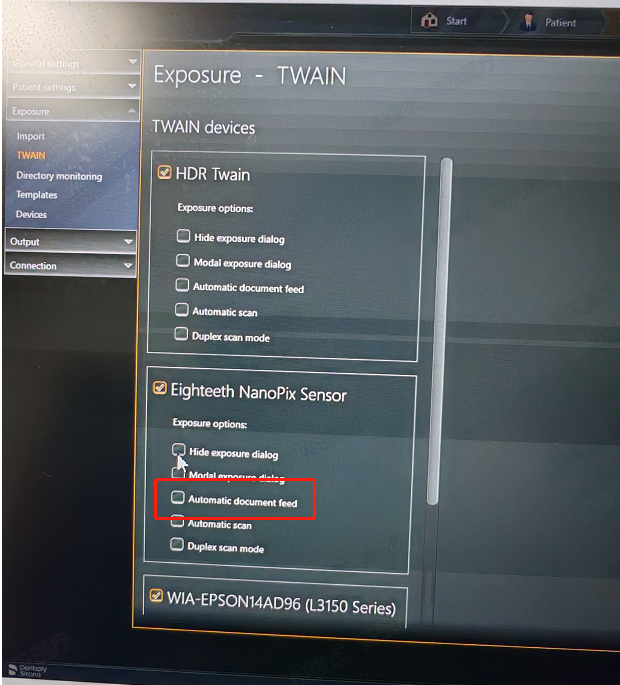 Start
Patient
General settings
Patient settings
Exposure
Import
TWAIN
Directory monitoring
Templates
Devices
Output
Connection
Exposure - TWAIN
TWAIN devices
HDR Twain
Exposure options:
Hide exposure dialog
Modal exposure dialog
Automatic document feed
Automatic scan
Duplex scan mode
Eighteeth NanoPix Sensor
Exposure options:
Hide exposure dialog
Modal exposure dialog
Automatic document feed
Automatic scan
Duplex scan mode
WIA-EPSON14AD96 (L3150 Series)
Dentsply
Sirona